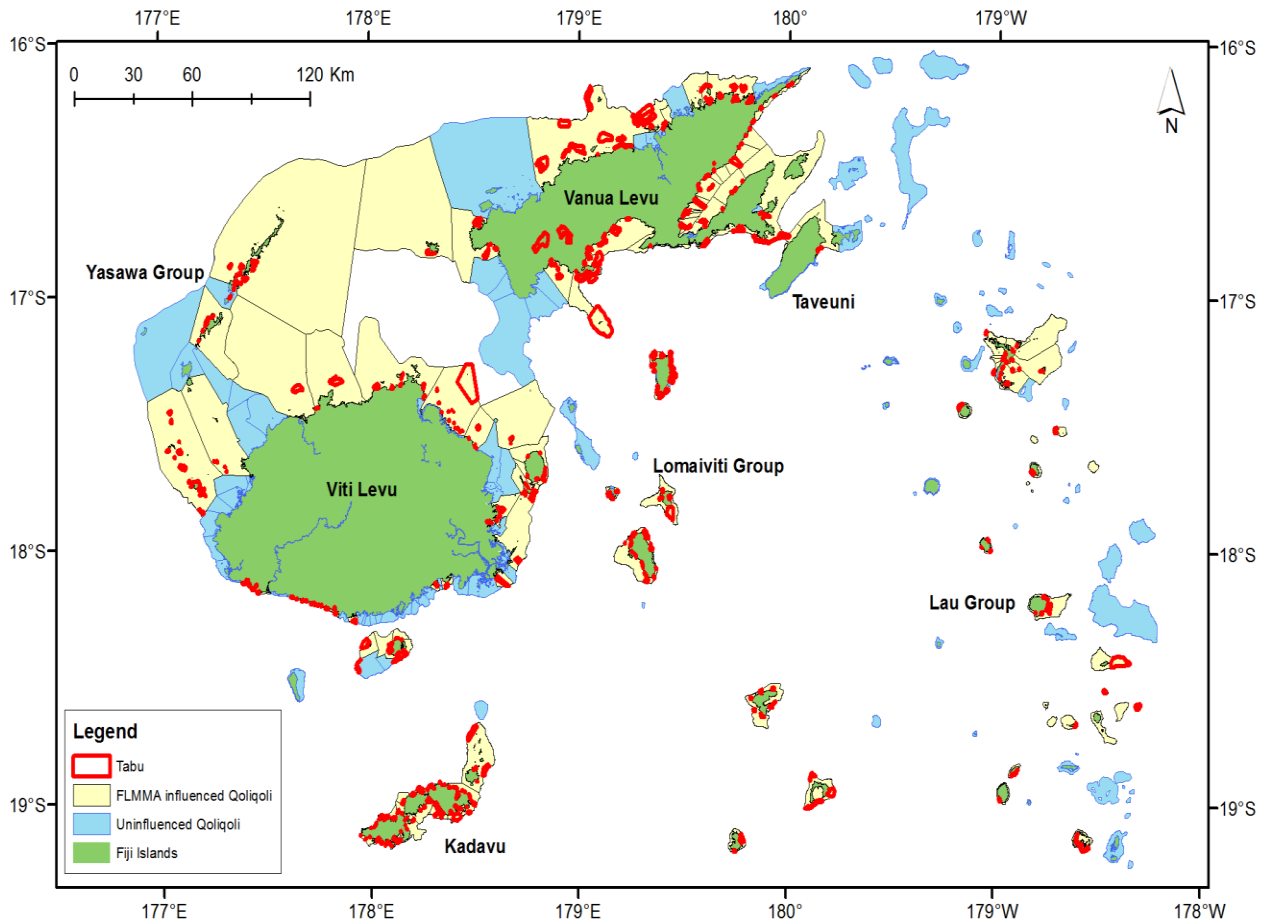 177°E 178°E 179°E 180° 179°W
16°S 16°S
0 30 60 120 Km
N
Vanua Levu
Yasawa Group
17°S 17°S
Taveuni
Lomaiviti Group
Viti Levu
18°S 18°S
Lau Group
Legend
Tabu
FLMMA influenced Qoliqoli
Uninfluenced Qoliqoli
Fiji Islands
19°S 19°S
Kadavu
177°E 178°E 179°E 180° 179°W 178°W